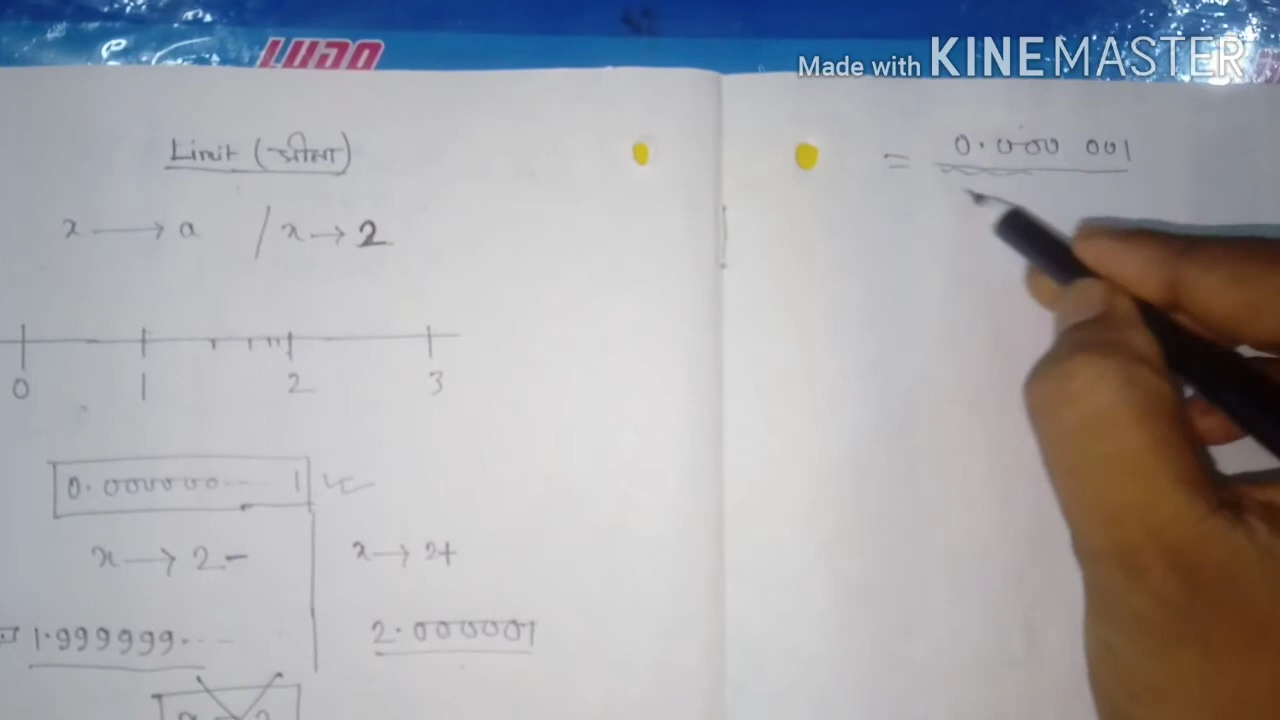 LUDO
Made with KINEMASTER
Limit (सीमा)
x → a / x → 2
0 1 2 3
0.000000... 1
x → 2- x → 2+
1.999999.... 2.000001
= 0.000 001